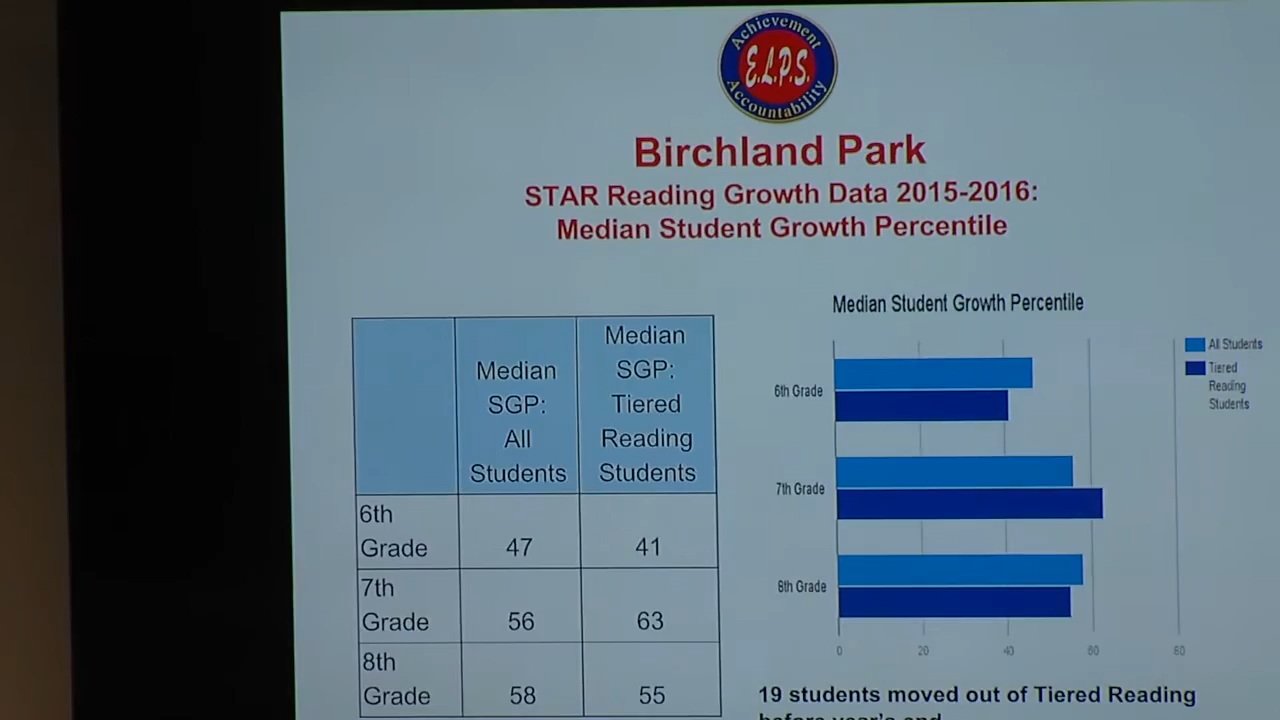 Achievement
E.L.P.S.
Accountability
Birchland Park
STAR Reading Growth Data 2015-2016:
Median Student Growth Percentile
Median
SGP:
All
Students
Median
SGP:
Tiered
Reading
Students
6th
Grade
47
41
7th
Grade
56
63
8th
Grade
58
55
Median Student Growth Percentile
All Students
Tiered
Reading
Students
6th Grade
7th Grade
8th Grade
0 20 40 60 80
19 students moved out of Tiered Reading
before year's end